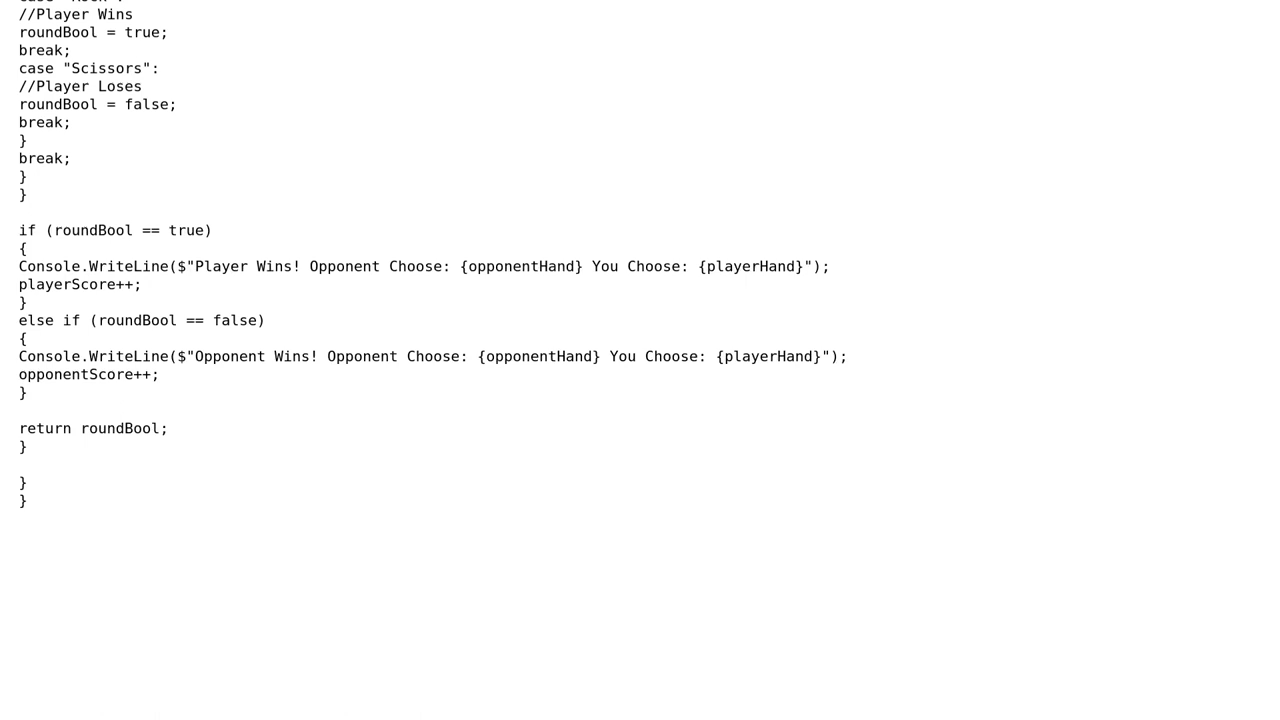 //Player Wins
roundBool = true;
break;
case "Scissors":
//Player Loses
roundBool = false;
break;
}
break;
}
}
if (roundBool == true)
{
Console.WriteLine($"Player Wins! Opponent Choose: {opponentHand} You Choose: {playerHand}");
playerScore++;
}
else if (roundBool == false)
{
Console.WriteLine($"Opponent Wins! Opponent Choose: {opponentHand} You Choose: {playerHand}");
opponentScore++;
}
return roundBool;
}
}
}